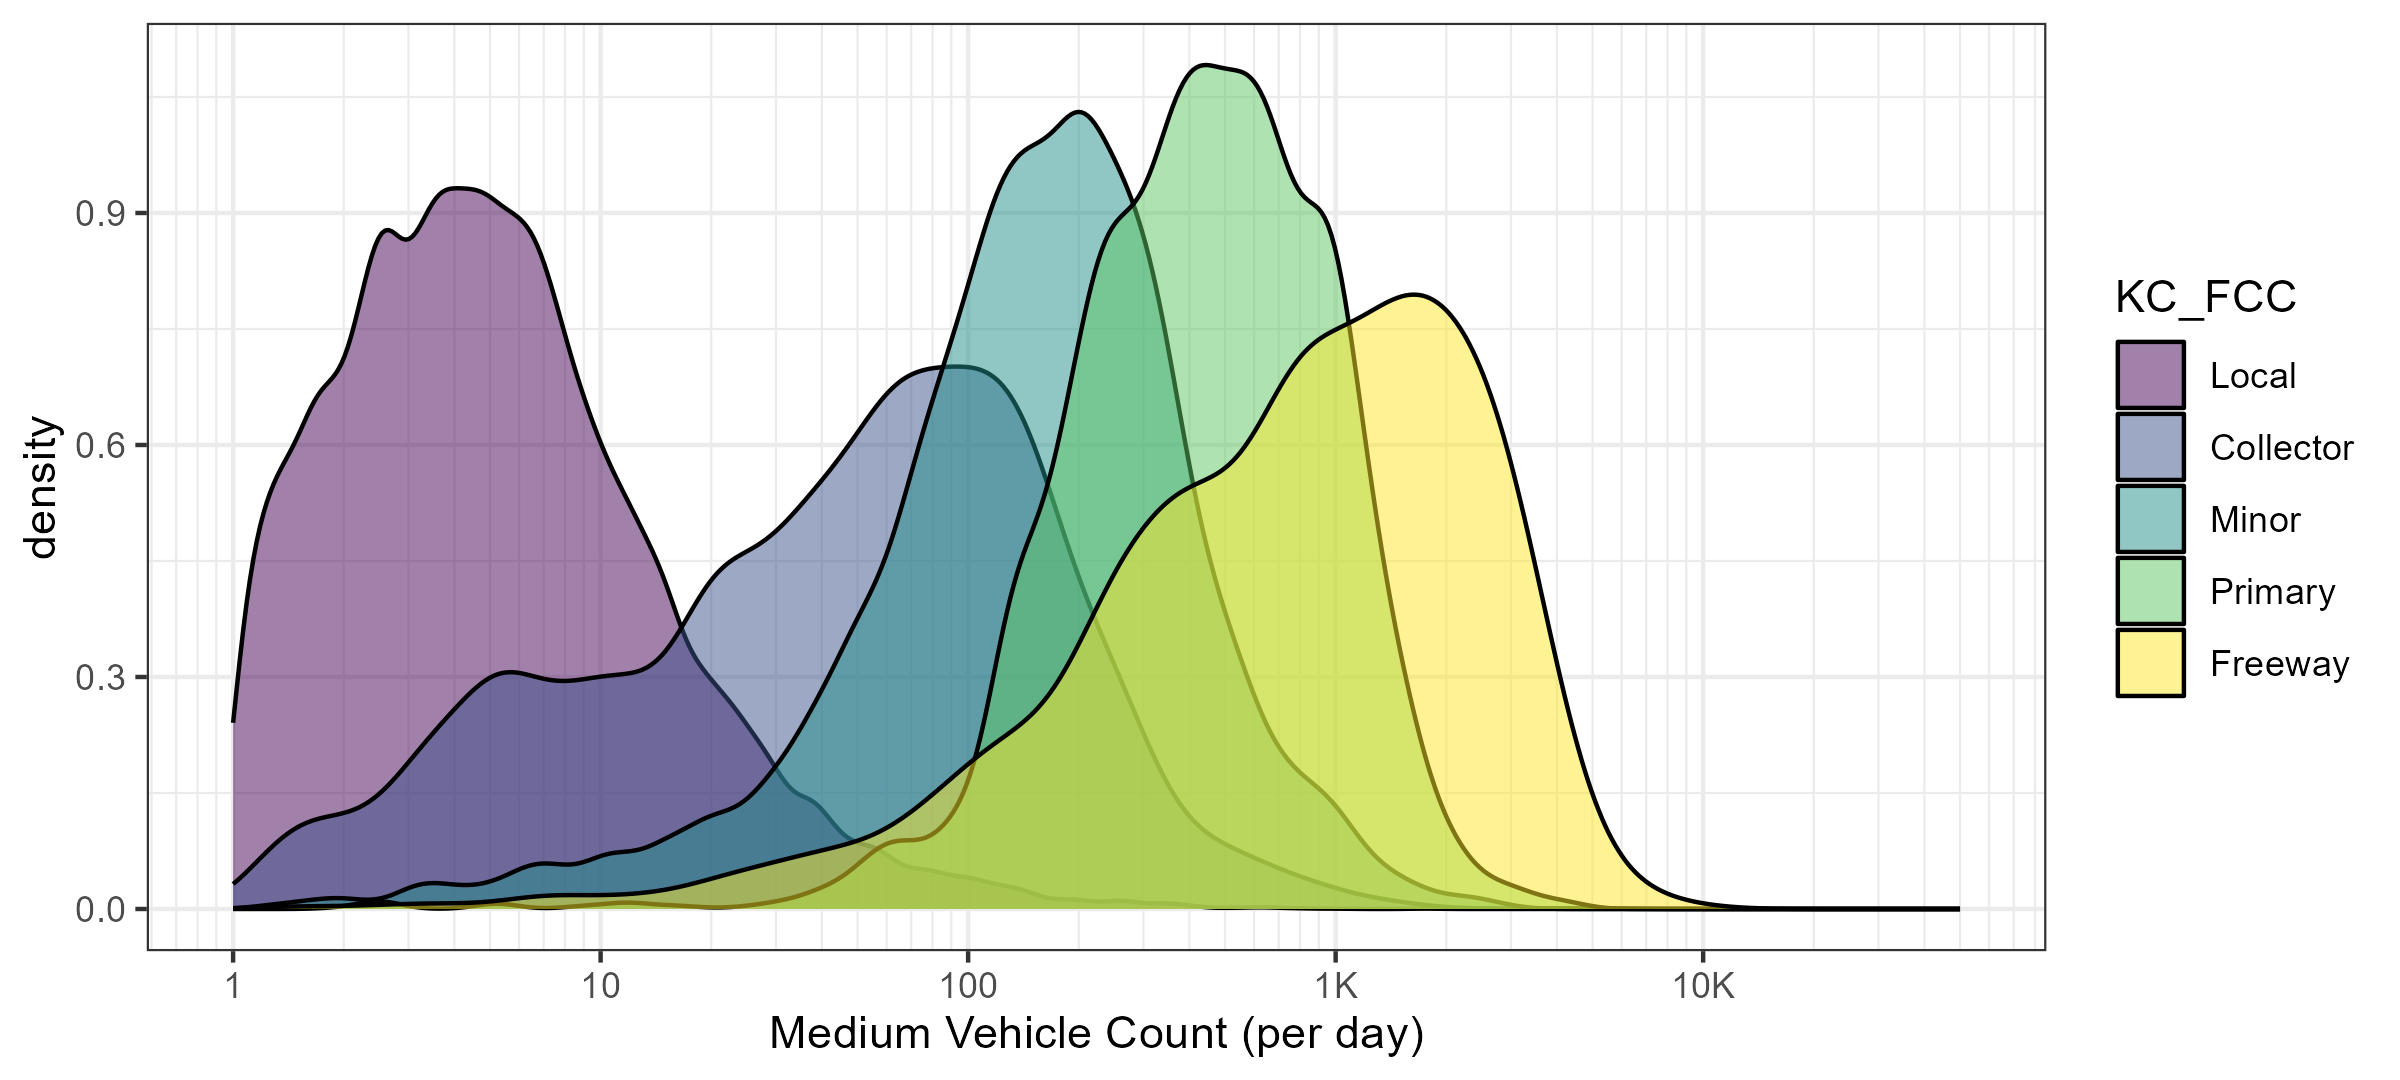 density
0.9
0.6
0.3
0.0
1
10
100
1K
10K
Medium Vehicle Count (per day)
KC_FCC
Local
Collector
Minor
Primary
Freeway